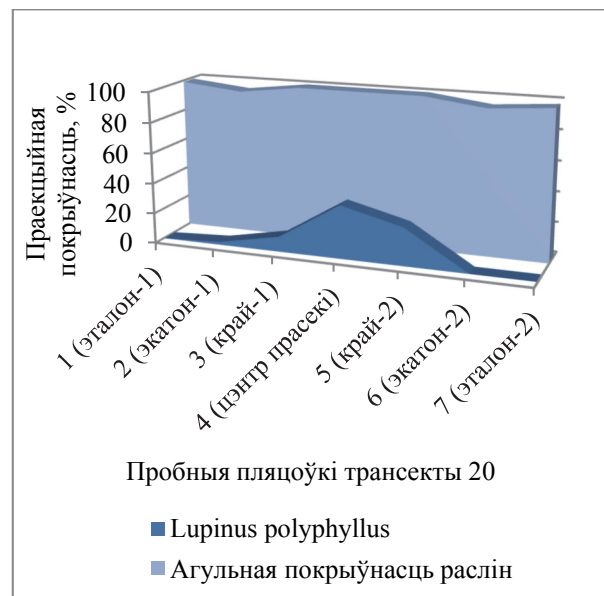 Праекцыйная
покрыўнасць, %
100
80
60
40
20
0
1 (эталон-1)
2 (экатон-1)
3 (край-1)
4 (цэнтр прасекі)
5 (край-2)
6 (экатон-2)
7 (эталон-2)
Пробныя пляцоўкі трансекты 20
Lupinus polyphyllus
Агульная покрыўнасць раслін